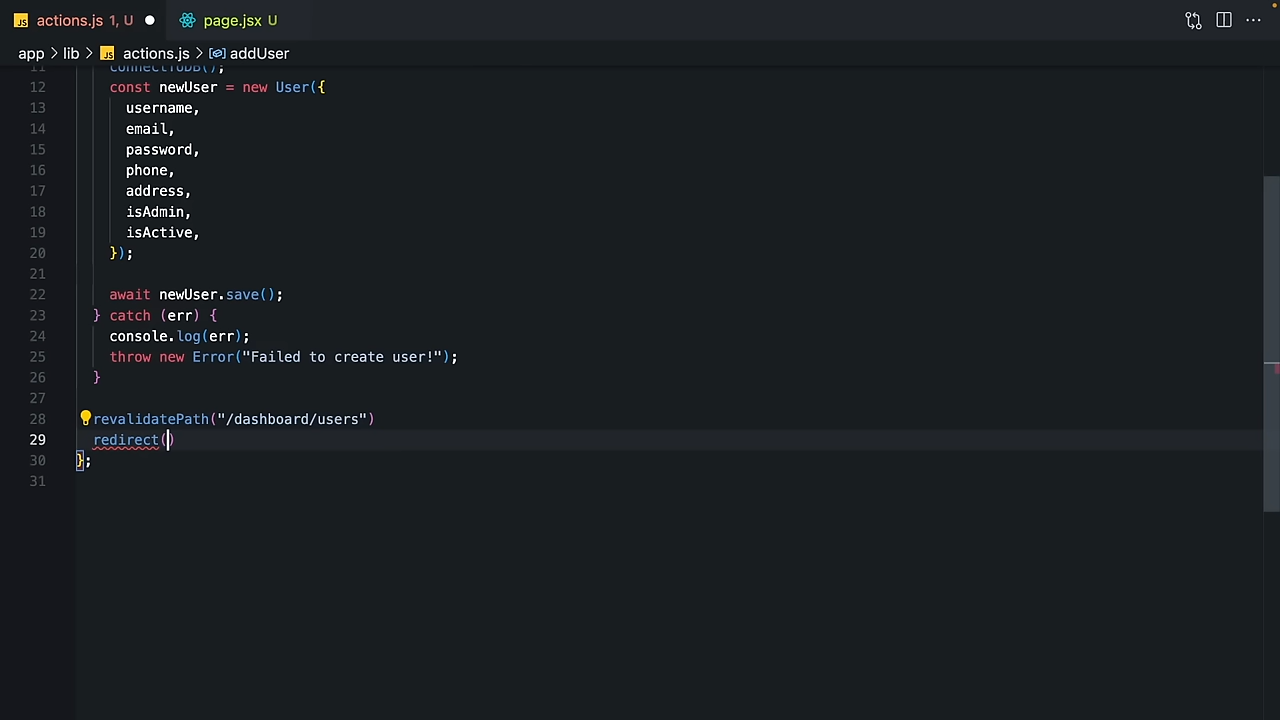 actions.js 1, U page.jsx U
app lib actions.js addUser
11 connectToDB();
12 const newUser = new User({
13 username,
14 email,
15 password,
16 phone,
17 address,
18 isAdmin,
19 isActive,
20 });
21
22 await newUser.save();
23 } catch (err) {
24 console.log(err);
25 throw new Error("Failed to create user!");
26 }
27
28 revalidatePath("/dashboard/users")
29 redirect()
30 };
31